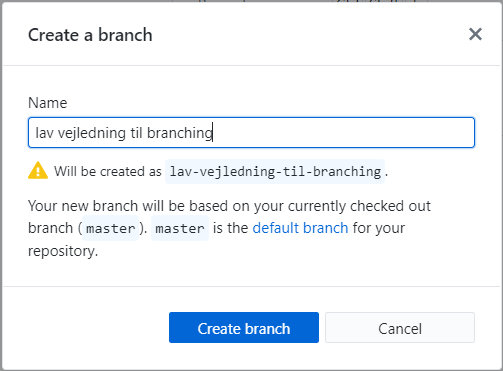 Create a branch
Name
lav vejledning til branching
Will be created as lav-vejledning-til-branching.
Your new branch will be based on your currently checked out
branch (master). master is the default branch for your
repository.
Create branch
Cancel